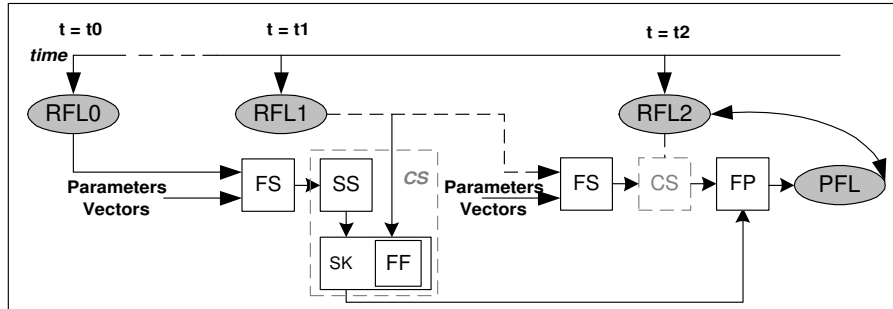 t = t0
t = t1
t = t2
time
RFL0
RFL1
RFL2
Parameters
Vectors
FS
SS
CS
SK
FF
Parameters
Vectors
FS
CS
FP
PFL